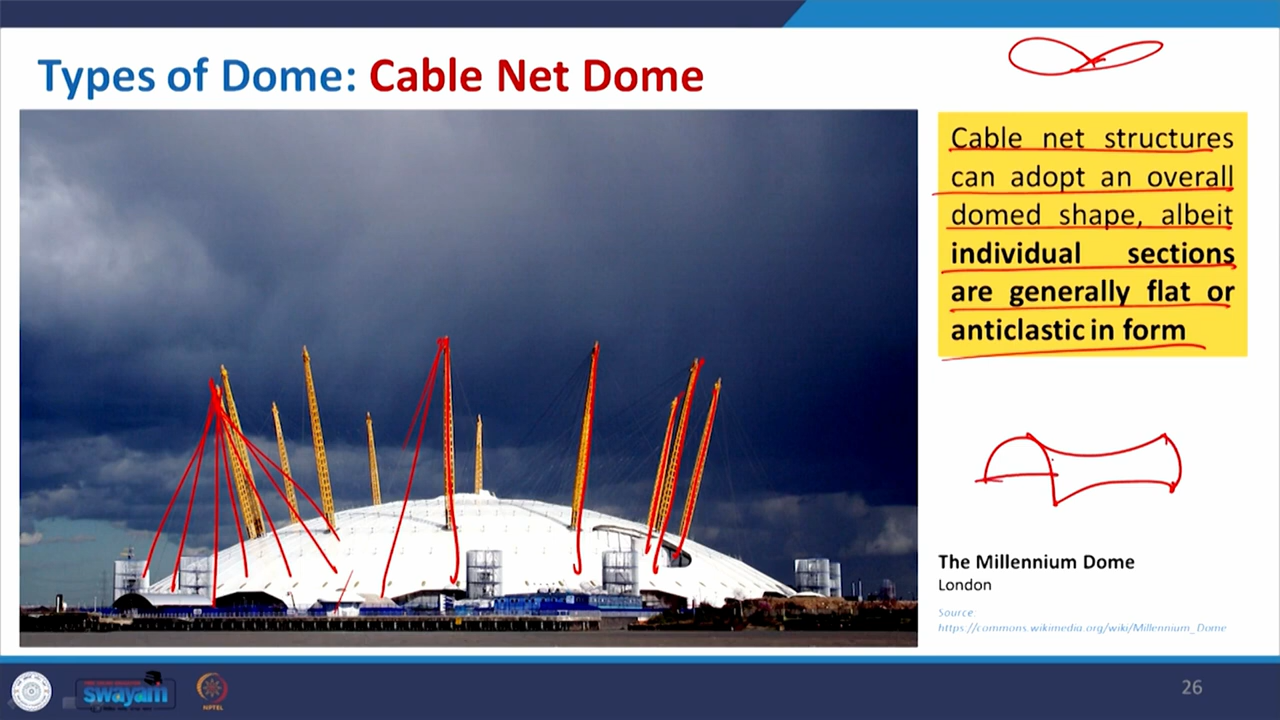 Types of Dome: Cable Net Dome
Cable net structures
can adopt an overall
domed shape, albeit
individual sections
are generally flat or
anticlastic in form
The Millennium Dome
London
Source:
https://commons.wikimedia.org/wiki/Millennium_Dome
swayam
NPTEL
26